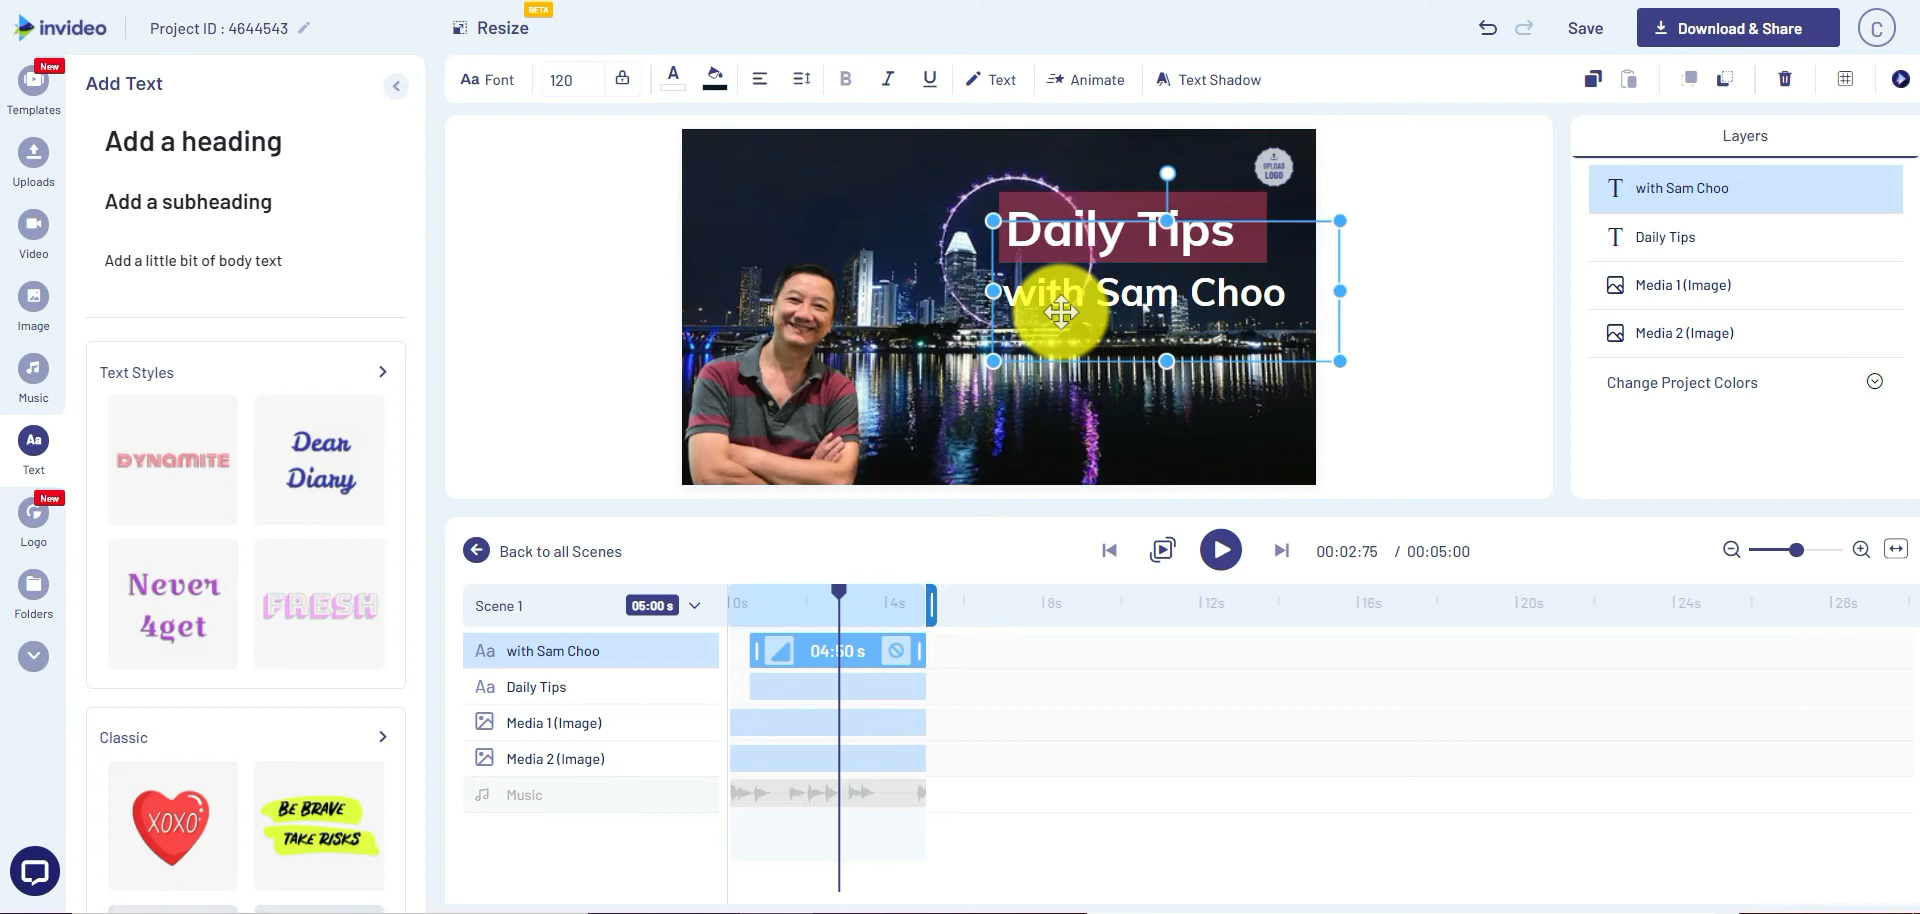 invideo
Project ID : 4644543
Resize
BETA
Save
Download & Share
C
New
Templates
Uploads
Video
Image
Music
Aa
Text
New
Logo
Folders
Add Text
Add a heading
Add a subheading
Add a little bit of body text
Text Styles
DYNAMITE
Dear
Diary
Never
4get
FRESH
Classic
XOXO
BE BRAVE
TAKE RISKS
Aa Font
120
A
B
I
U
Text
Animate
Text Shadow
UPLOAD
LOGO
Daily Tips
with Sam Choo
Layers
T with Sam Choo
T Daily Tips
Media 1 (Image)
Media 2 (Image)
Change Project Colors
Back to all Scenes
00:02:75 / 00:05:00
Scene 1
05:00 s
0s
4s
8s
12s
16s
20s
24s
28s
Aa with Sam Choo
04:50 s
Aa Daily Tips
Media 1 (Image)
Media 2 (Image)
Music